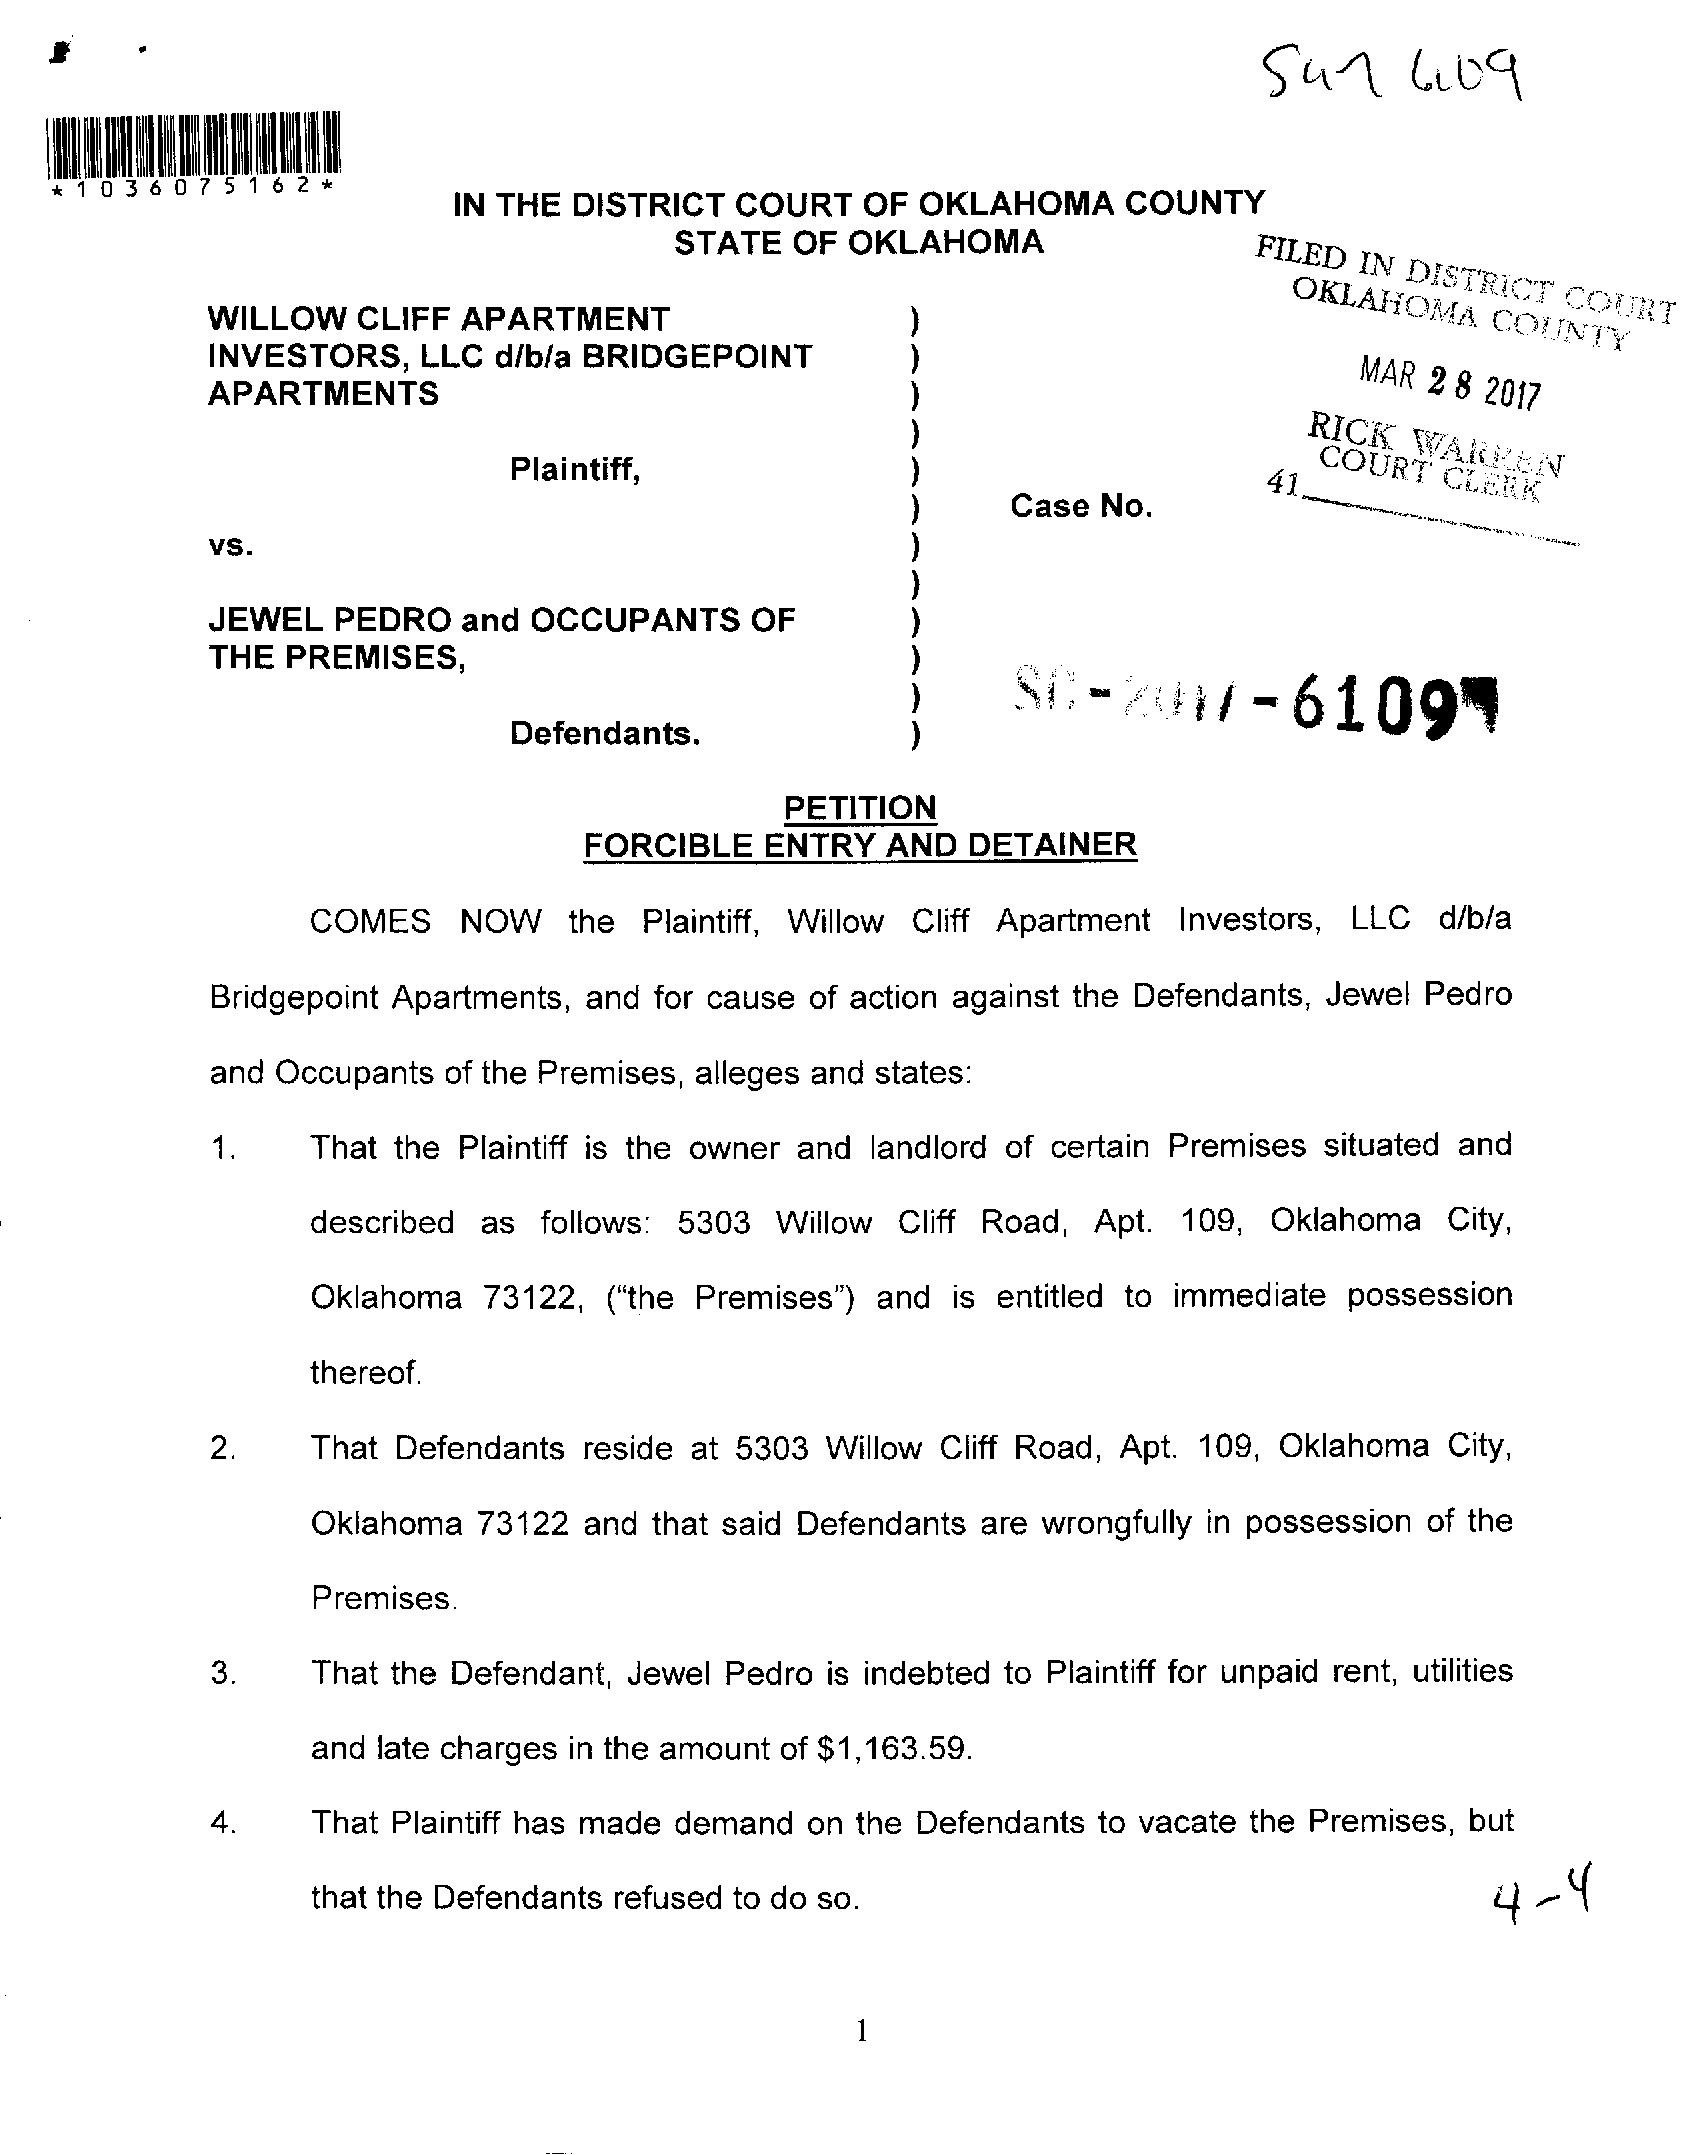 *1036075162*
IN THE DISTRICT COURT OF OKLAHOMA COUNTY
STATE OF OKLAHOMA
FILED IN DISTRICT COURT
OKLAHOMA COUNTY
MAR 28 2017
RICK WARREN
COURT CLERK
41
WILLOW CLIFF APARTMENT )
INVESTORS, LLC d/b/a BRIDGEPOINT )
APARTMENTS )
)
Plaintiff, )
) Case No.
vs. )
)
JEWEL PEDRO and OCCUPANTS OF )
THE PREMISES, )
) SC-2017-6109
Defendants. )
PETITION
FORCIBLE ENTRY AND DETAINER
COMES NOW the Plaintiff, Willow Cliff Apartment Investors, LLC d/b/a
Bridgepoint Apartments, and for cause of action against the Defendants, Jewel Pedro
and Occupants of the Premises, alleges and states:
1. That the Plaintiff is the owner and landlord of certain Premises situated and
described as follows: 5303 Willow Cliff Road, Apt. 109, Oklahoma City,
Oklahoma 73122, (“the Premises”) and is entitled to immediate possession
thereof.
2. That Defendants reside at 5303 Willow Cliff Road, Apt. 109, Oklahoma City,
Oklahoma 73122 and that said Defendants are wrongfully in possession of the
Premises.
3. That the Defendant, Jewel Pedro is indebted to Plaintiff for unpaid rent, utilities
and late charges in the amount of $1,163.59.
4. That Plaintiff has made demand on the Defendants to vacate the Premises, but
that the Defendants refused to do so.
4-4
1